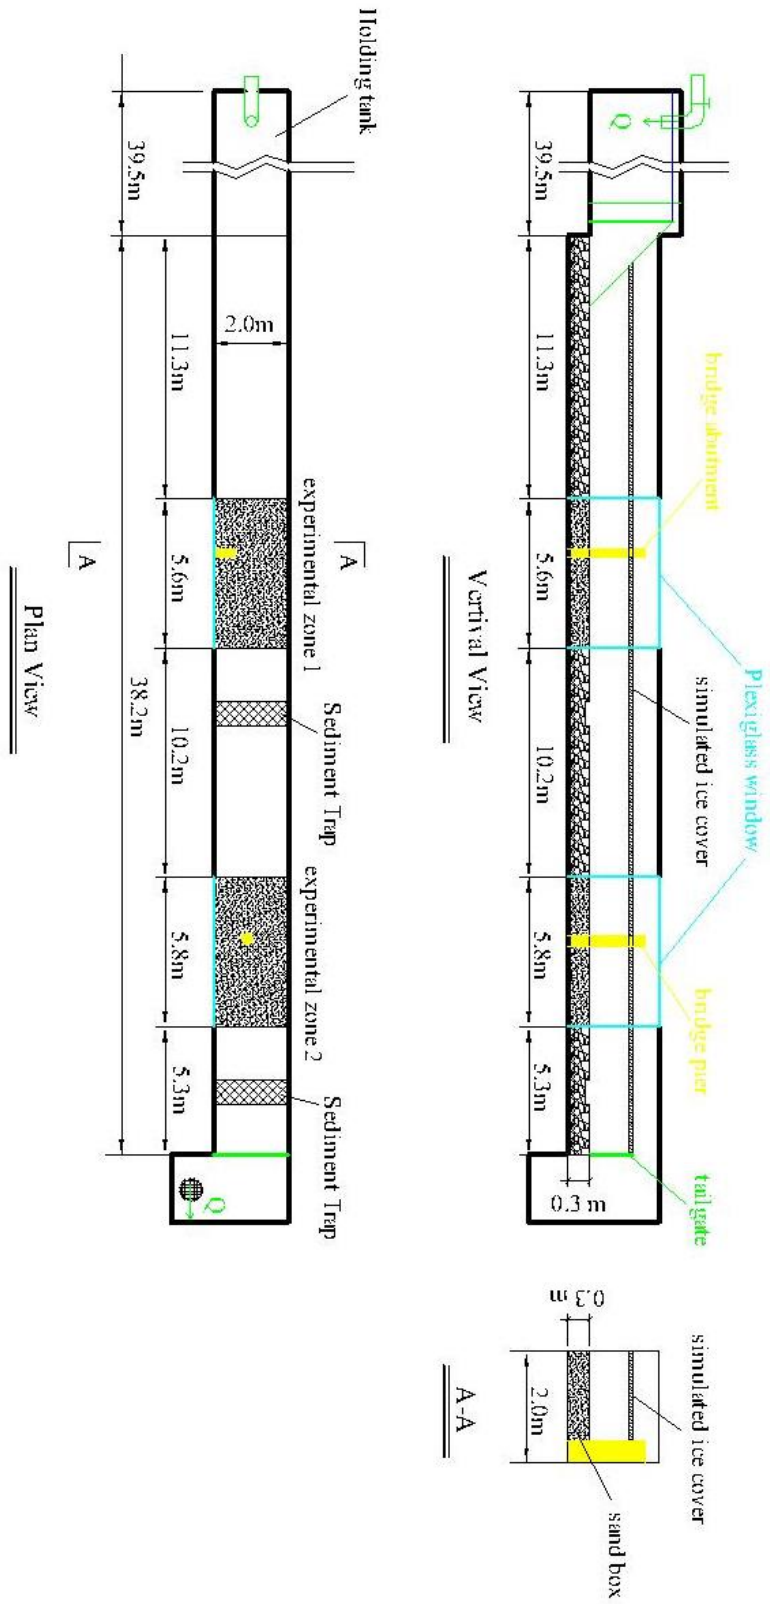 Plexiglass window
bridge abutment
simulated ice cover
bridge pier
tailgate
simulated ice cover
Q
sand box
0.3 m
0.3 m
39.5m
11.3m
5.6m
10.2m
5.8m
5.3m
2.0m
Vertival View
A-A
Holding tank
A
experimental zone 1
Sediment Trap
experimental zone 2
Sediment Trap
2.0m
Q
11.3m
5.6m
10.2m
5.8m
5.3m
39.5m
38.2m
A
Plan View